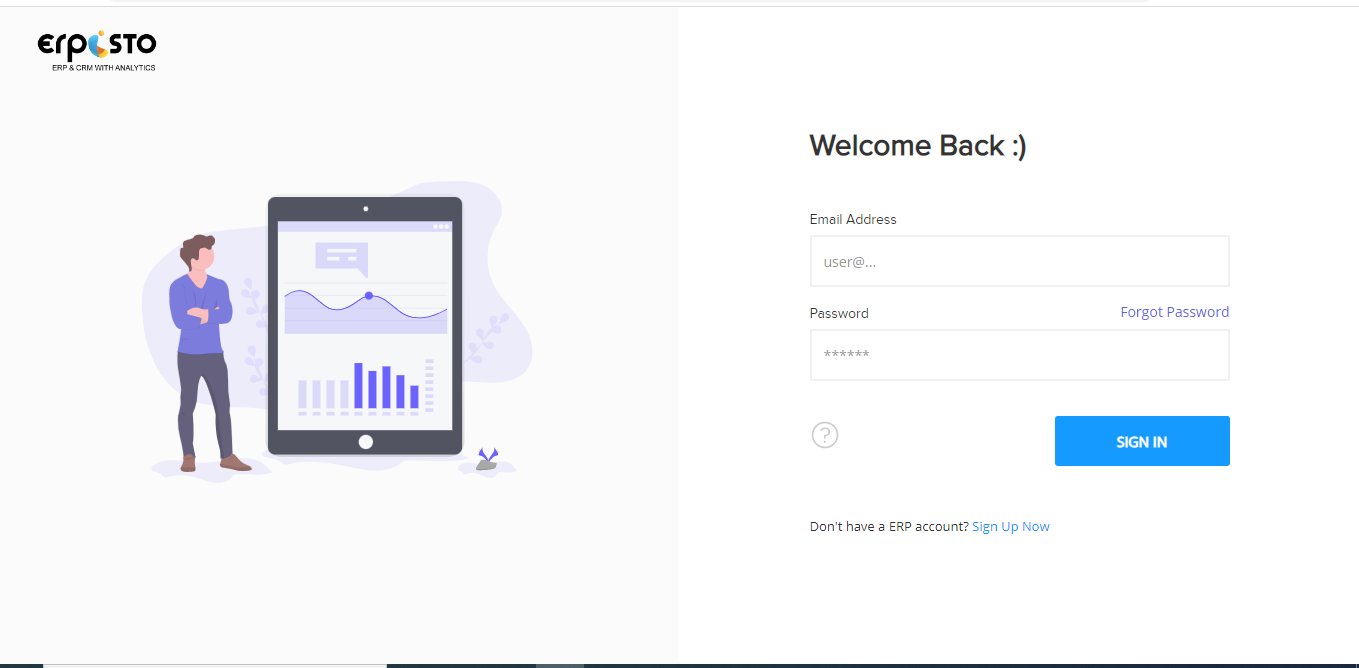 erpisto
ERP & CRM WITH ANALYTICS
Welcome Back :)
Email Address
user@...
Password
Forgot Password
******
?
SIGN IN
Don't have a ERP account? Sign Up Now